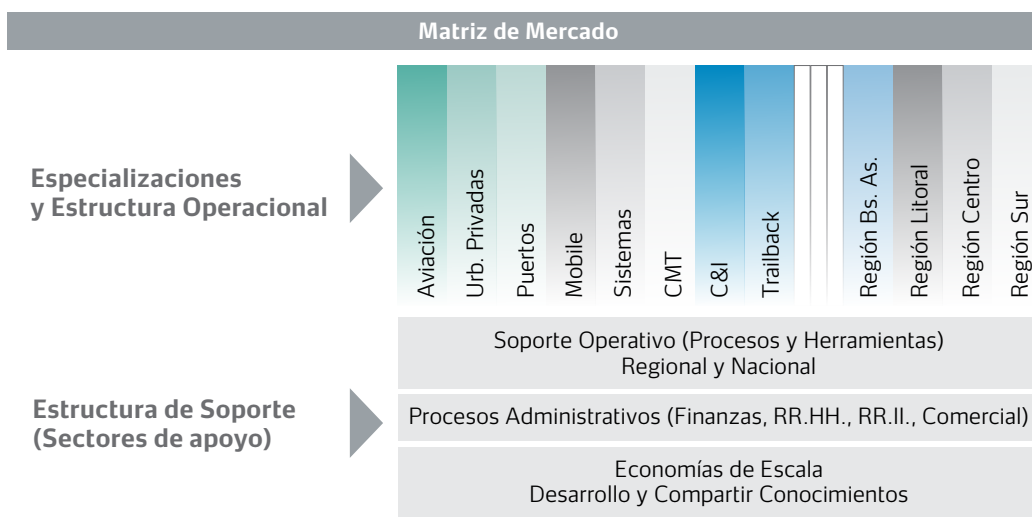 Matriz de Mercado
Especializaciones
y Estructura Operacional
Aviación
Urb. Privadas
Puertos
Mobile
Sistemas
CMT
C&I
Trailback
Región Bs. As.
Región Litoral
Región Centro
Región Sur
Estructura de Soporte
(Sectores de apoyo)
Soporte Operativo (Procesos y Herramientas)
Regional y Nacional
Procesos Administrativos (Finanzas, RR.HH., RR.II., Comercial)
Economías de Escala
Desarrollo y Compartir Conocimientos